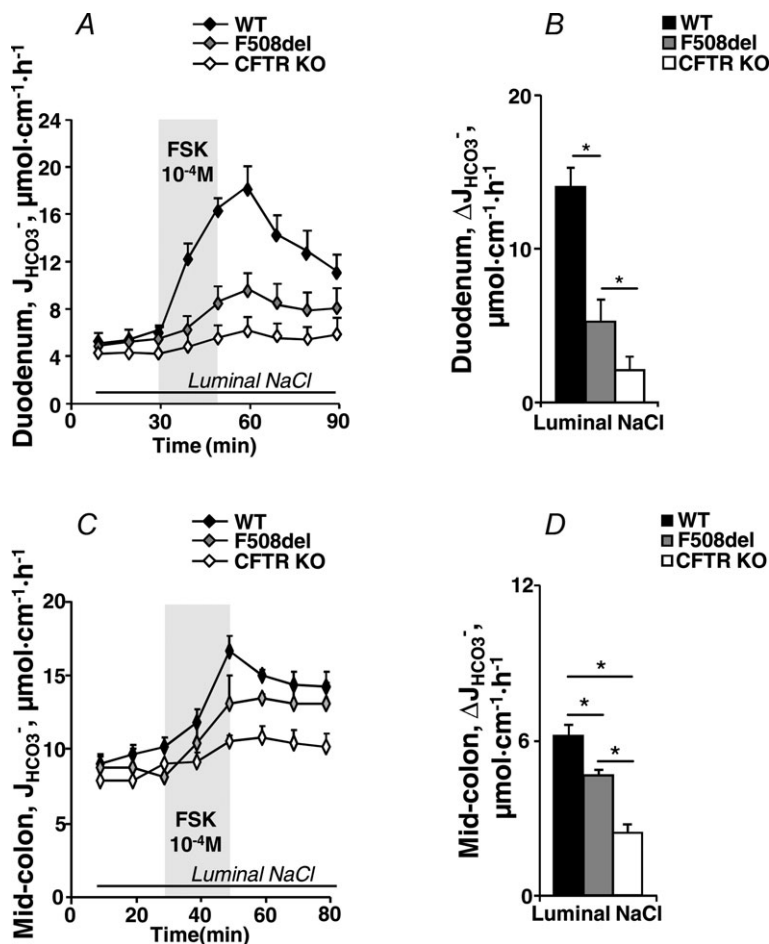 A
WT
F508del
CFTR KO
Duodenum, J_HCO3^-, µmol·cm^-1·h^-1
24
20
16
12
8
4
0
FSK
10^-4M
Luminal NaCl
0 30 60 90
Time (min)
B
WT
F508del
CFTR KO
Duodenum, ΔJ_HCO3^-,
µmol·cm^-1·h^-1
20
10
0
*
*
Luminal NaCl
C
WT
F508del
CFTR KO
Mid-colon, J_HCO3^-, µmol·cm^-1·h^-1
20
15
10
5
0
FSK
10^-4M
Luminal NaCl
0 20 40 60 80
Time(min)
D
WT
F508del
CFTR KO
Mid-colon, ΔJ_HCO3^-,
µmol·cm^-1·h^-1
12
6
0
*
*
*
Luminal NaCl